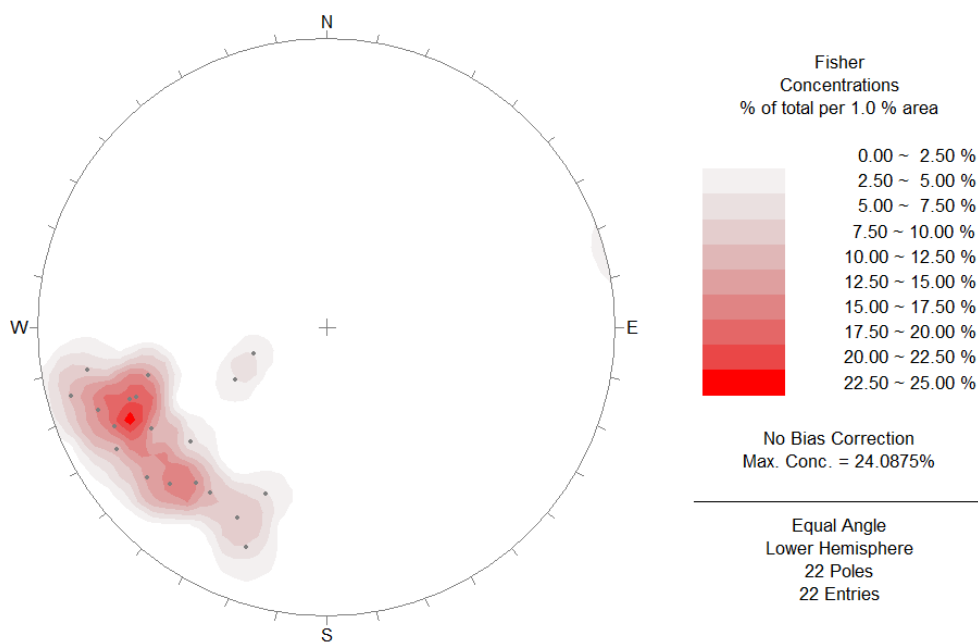 N
W
E
S
Fisher
Concentrations
% of total per 1.0 % area
0.00 ~ 2.50 %
2.50 ~ 5.00 %
5.00 ~ 7.50 %
7.50 ~ 10.00 %
10.00 ~ 12.50 %
12.50 ~ 15.00 %
15.00 ~ 17.50 %
17.50 ~ 20.00 %
20.00 ~ 22.50 %
22.50 ~ 25.00 %
No Bias Correction
Max. Conc. = 24.0875%
Equal Angle
Lower Hemisphere
22 Poles
22 Entries